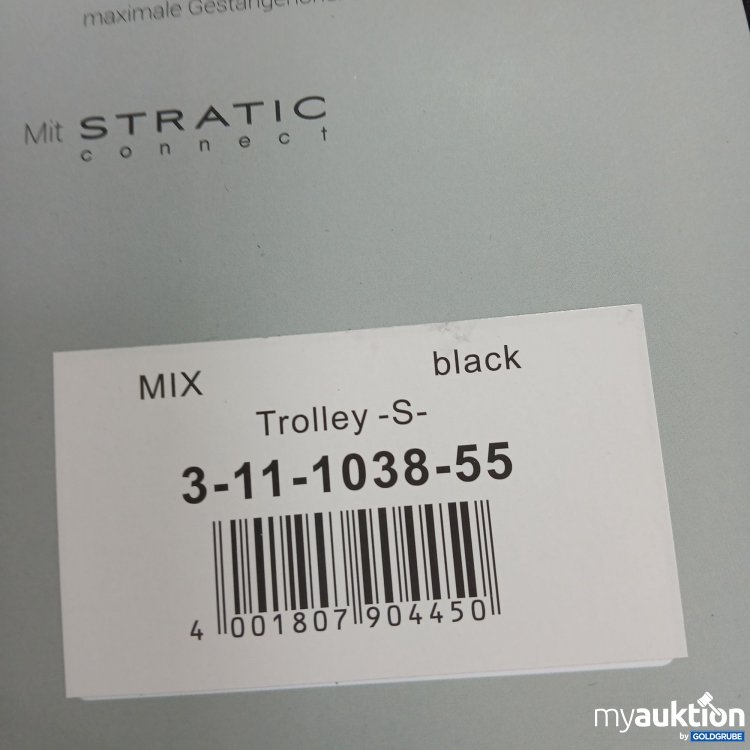 maximale
Mit STRATIC
connect
MIX black
Trolley -S-
3-11-1038-55
4 001807 904450
myauktion
by GOLDGRUBE